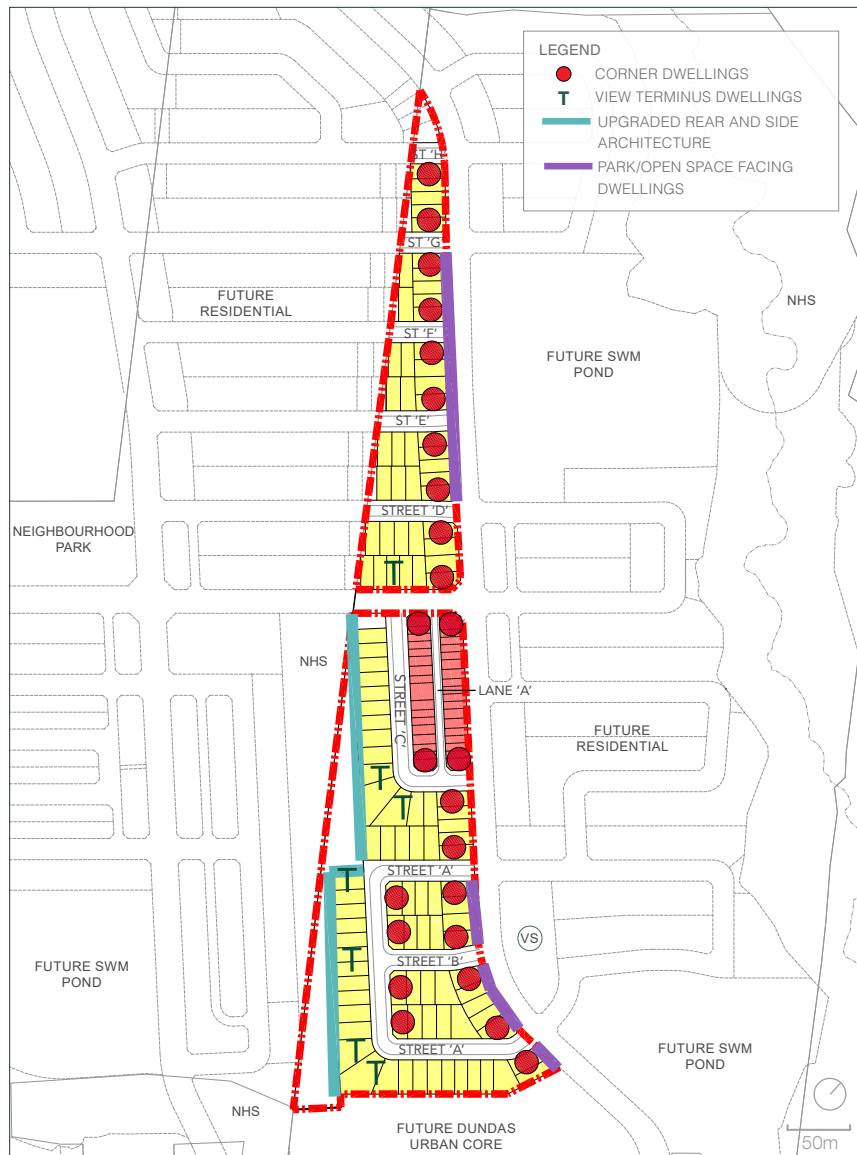 LEGEND
CORNER DWELLINGS
T VIEW TERMINUS DWELLINGS
UPGRADED REAR AND SIDE
ARCHITECTURE
PARK/OPEN SPACE FACING
DWELLINGS
ST 'H'
ST 'G'
FUTURE
RESIDENTIAL
NHS
ST 'F'
FUTURE SWM
POND
ST 'E'
STREET 'D'
NEIGHBOURHOOD
PARK
T
NHS
STREET 'C'
LANE 'A'
FUTURE
RESIDENTIAL
T
T
STREET 'A'
T
VS
T
STREET 'B'
FUTURE SWM
POND
T
STREET 'A'
T
FUTURE SWM
POND
NHS
FUTURE DUNDAS
URBAN CORE
50m